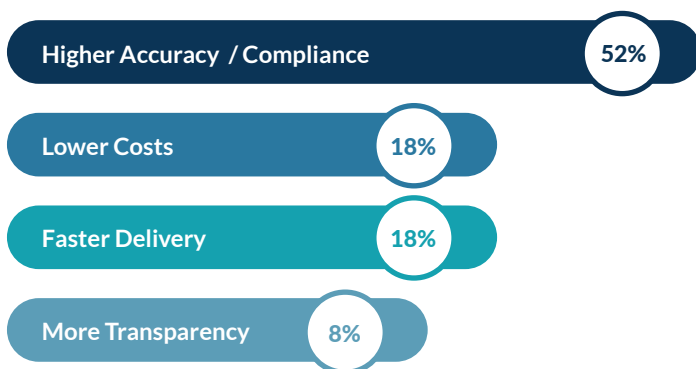 Higher Accuracy / Compliance 52%
Lower Costs 18%
Faster Delivery 18%
More Transparency 8%